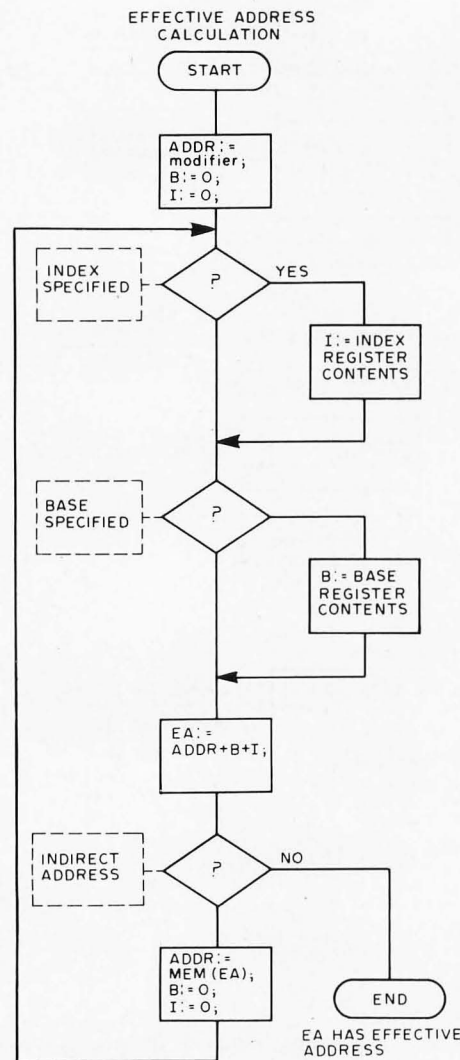 EFFECTIVE ADDRESS
CALCULATION
START
ADDR:=
modifier;
B:=0;
I:=0;
INDEX
SPECIFIED
?
YES
I:=INDEX
REGISTER
CONTENTS
BASE
SPECIFIED
?
B:=BASE
REGISTER
CONTENTS
EA:=
ADDR+B+I;
INDIRECT
ADDRESS
?
NO
ADDR:=
MEM (EA);
B:=0;
I:=0;
END
EA HAS EFFECTIVE
ADDRESS